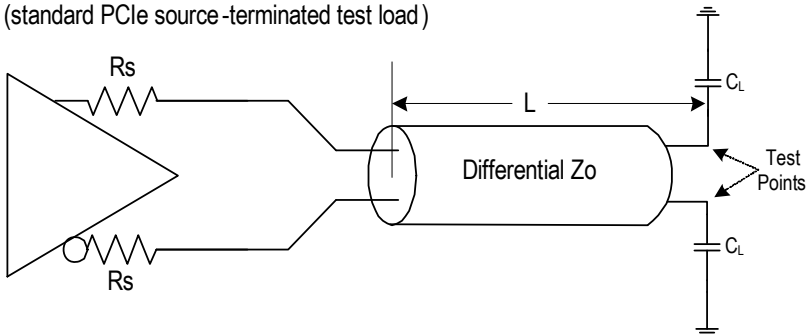 (standard PCIe source-terminated test load)
Rs
CL
L
Differential Zo
Test
Points
CL
Rs